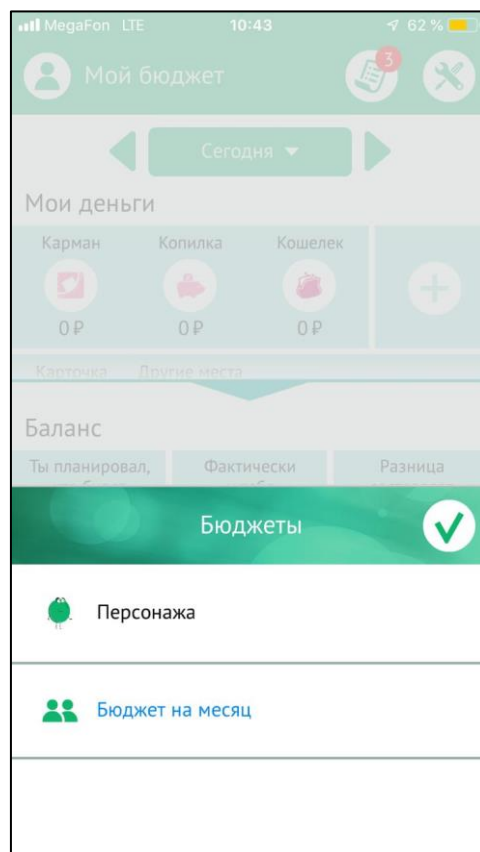 MegaFon LTE 10:43 62 %
Мой бюджет 3
Сегодня
Мои деньги
Карман Копилка Кошелек
0 ₽ 0 ₽ 0 ₽
Карточка Другие места
Баланс
Ты планировал, Фактически Разница
Бюджеты
Персонажа
Бюджет на месяц